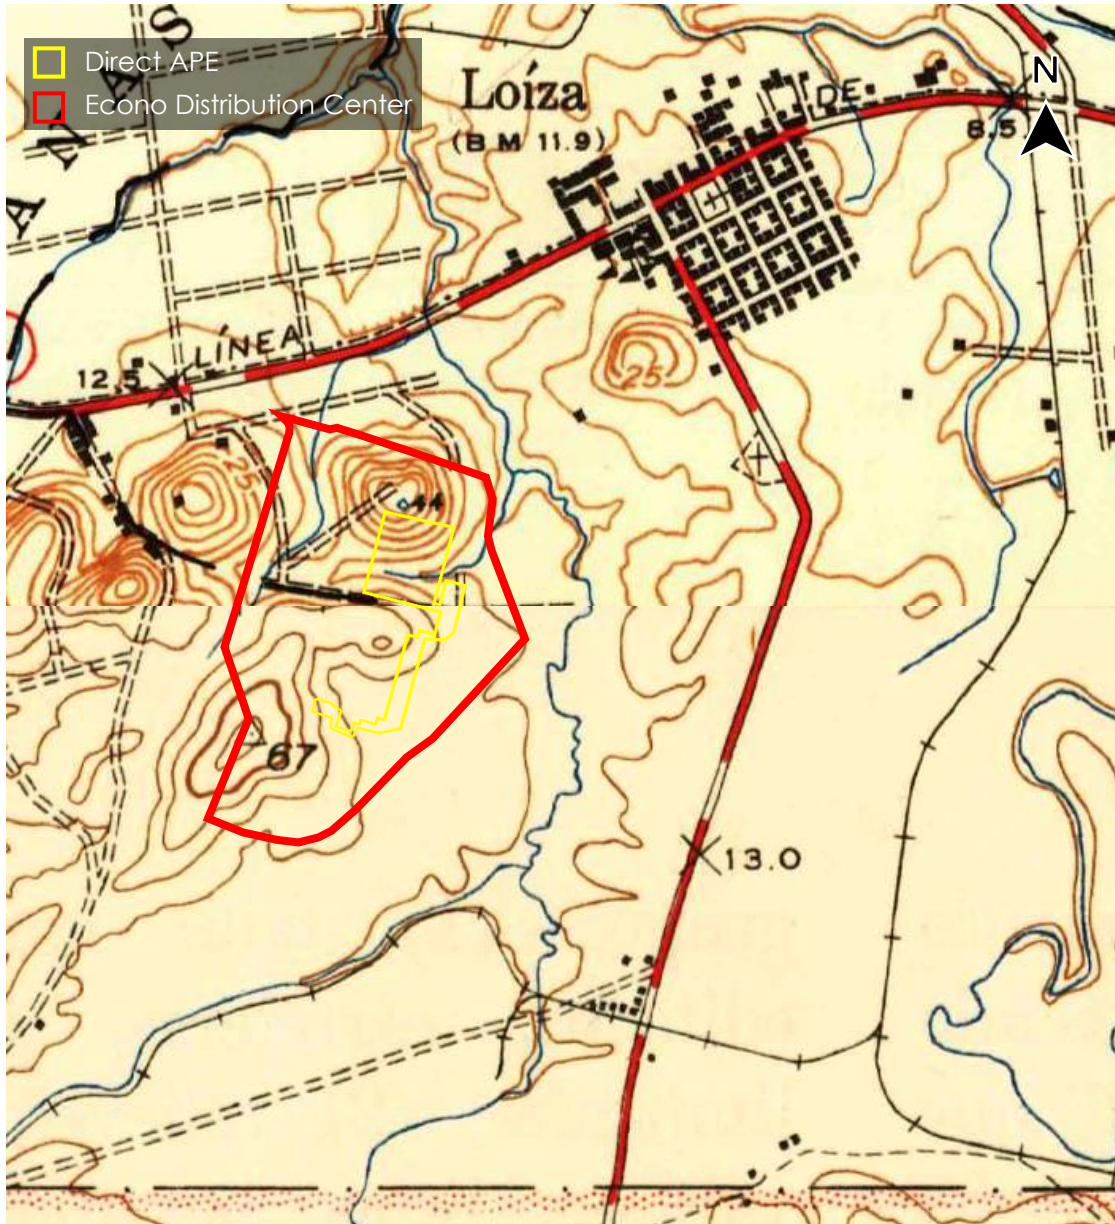 Direct APE
Econo Distribution Center
N
Loíza
(BM 11.9)
DE
8.5
A N A S
LÍNEA
12.5
25
25
44
67
13.0